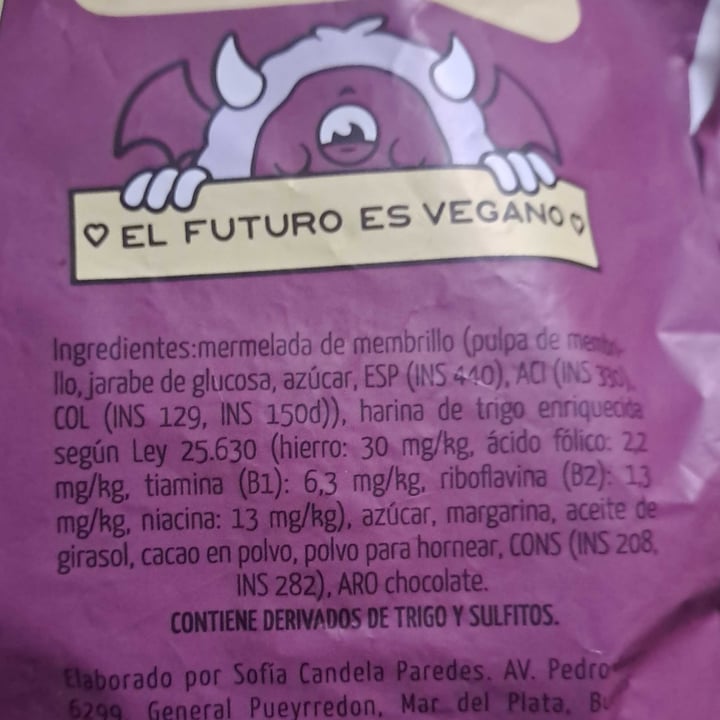 ♡ EL FUTURO ES VEGANO ♡
Ingredientes:mermelada de membrillo (pulpa de membri-
llo, jarabe de glucosa, azúcar, ESP (INS 440), ACI (INS 330),
COL (INS 129, INS 150d)), harina de trigo enriquecida
según Ley 25.630 (hierro: 30 mg/kg, ácido fólico: 2,2
mg/kg, tiamina (B1): 6,3 mg/kg, riboflavina (B2): 1,3
mg/kg, niacina: 13 mg/kg), azúcar, margarina, aceite de
girasol, cacao en polvo, polvo para hornear, CONS (INS 208,
INS 282), ARO chocolate.
CONTIENE DERIVADOS DE TRIGO Y SULFITOS.
Elaborado por Sofía Candela Paredes. AV. Pedro
6299, General Pueyrredon, Mar del Plata,